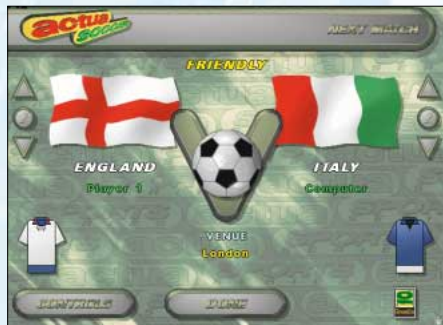 actua soccer
NEXT MATCH
FRIENDLY
ENGLAND
ITALY
Player 1
Computer
VENUE
London
CONTROLS
DONE